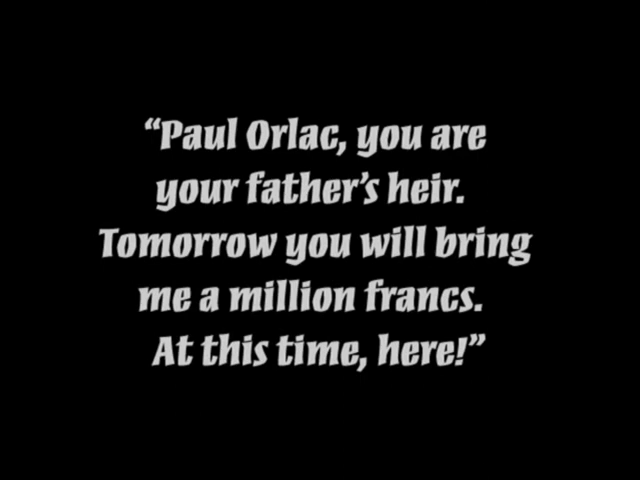 “Paul Orlac, you are
your father’s heir.
Tomorrow you will bring
me a million francs.
At this time, here!”